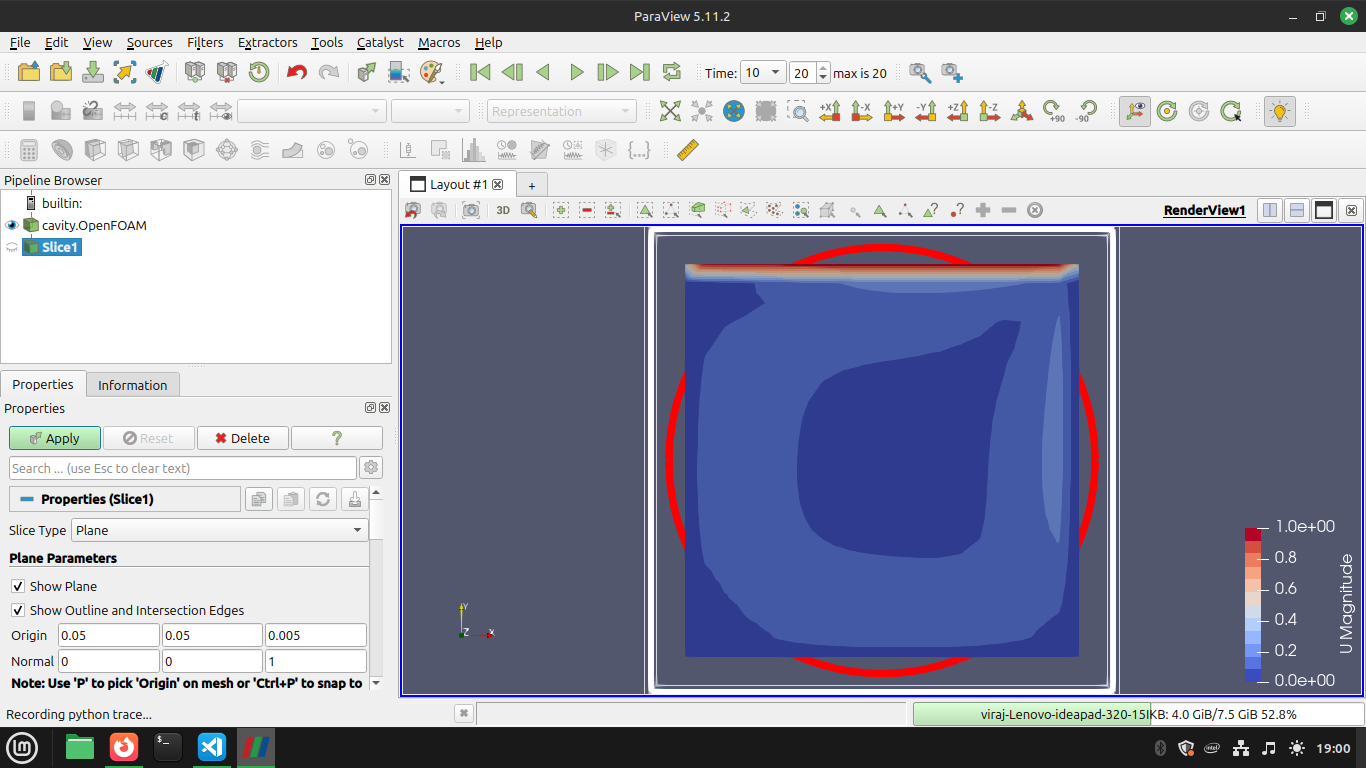 ParaView 5.11.2
File Edit View Sources Filters Extractors Tools Catalyst Macros Help
Time: 10 20 max is 20
Representation +X -X +Y -Y +Z -Z +90 -90
Pipeline Browser
builtin:
cavity.OpenFOAM
Slice1
Properties Information
Properties
Apply Reset Delete ?
Search ... (use Esc to clear text)
Properties (Slice1)
Slice Type Plane
Plane Parameters
Show Plane
Show Outline and Intersection Edges
Origin 0.05 0.05 0.005
Normal 0 0 1
Note: Use 'P' to pick 'Origin' on mesh or 'Ctrl+P' to snap to
Layout #1 +
3D RenderView1
Y
Z X
1.0e+00
0.8
0.6
0.4
0.2
0.0e+00
U Magnitude
Recording python trace...
viraj-Lenovo-ideapad-320-15IKB: 4.0 GiB/7.5 GiB 52.8%
$_
intel
19:00